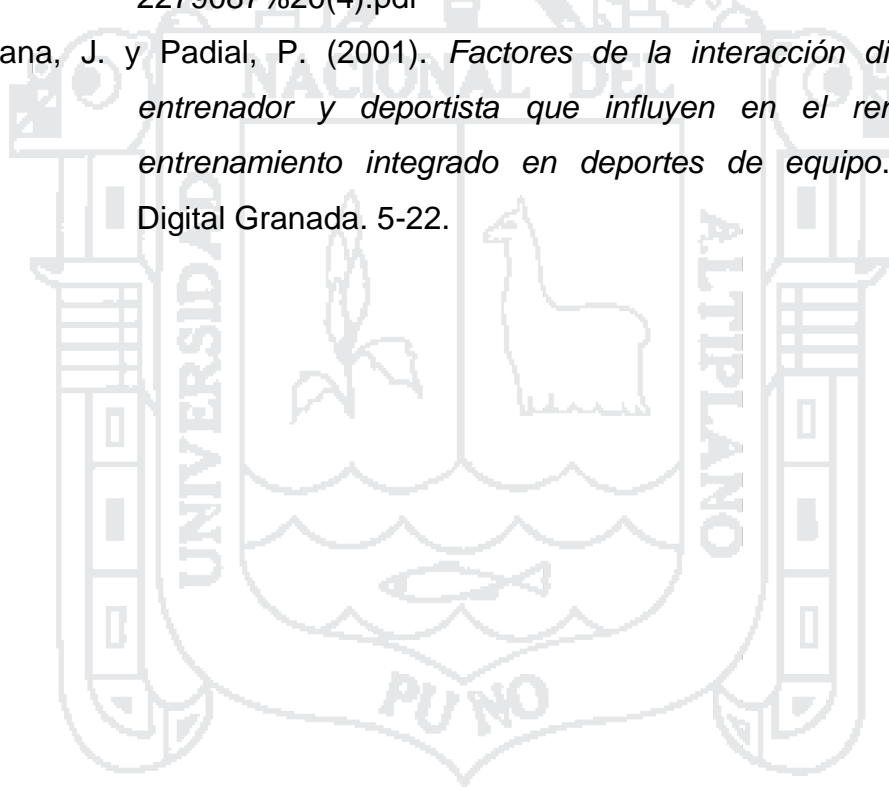 2279087%20(4).pdf
ana, J. y Padial, P. (2001). Factores de la interacción di
entrenador y deportista que influyen en el ren
entrenamiento integrado en deportes de equipo.
Digital Granada. 5-22.
NACIONAL DEL
UNIVERSIDAD
ALTIPLANO
PUNO